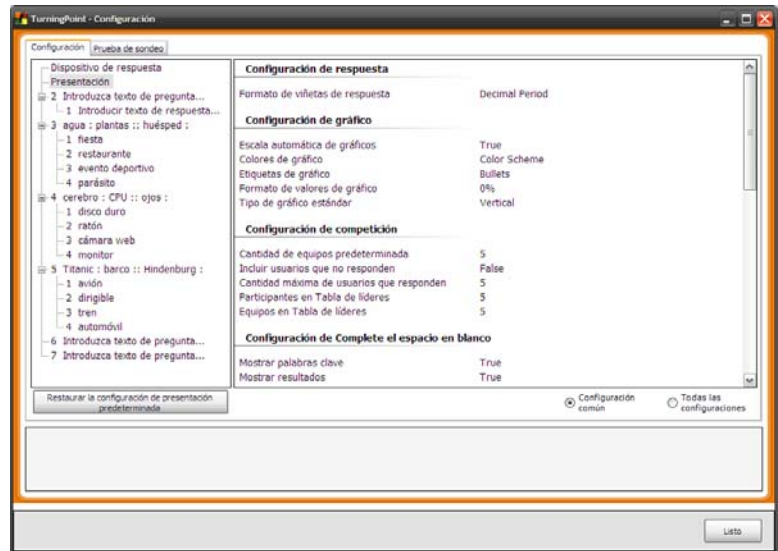 TurningPoint - Configuración
Configuración
Prueba de sondeo
Dispositivo de respuesta
Presentación
2 Introduzca texto de pregunta...
1 Introducir texto de respuesta...
3 agua : plantas :: huésped :
1 fiesta
2 restaurante
3 evento deportivo
4 parásito
4 cerebro : CPU :: ojos :
1 disco duro
2 ratón
3 cámara web
4 monitor
5 Titanic : barco :: Hindenburg :
1 avión
2 dirigible
3 tren
4 automóvil
6 Introduzca texto de pregunta...
7 Introduzca texto de pregunta...
Configuración de respuesta
Formato de viñetas de respuesta Decimal Period
Configuración de gráfico
Escala automática de gráficos True
Colores de gráfico Color Scheme
Etiquetas de gráfico Bullets
Formato de valores de gráfico 0%
Tipo de gráfico estándar Vertical
Configuración de competición
Cantidad de equipos predeterminada 5
Incluir usuarios que no responden False
Cantidad máxima de usuarios que responden 5
Participantes en Tabla de líderes 5
Equipos en Tabla de líderes 5
Configuración de Complete el espacio en blanco
Mostrar palabras clave True
Mostrar resultados True
Restaurar la configuración de presentación
predeterminada
Configuración
común
Todas las
configuraciones
Listo